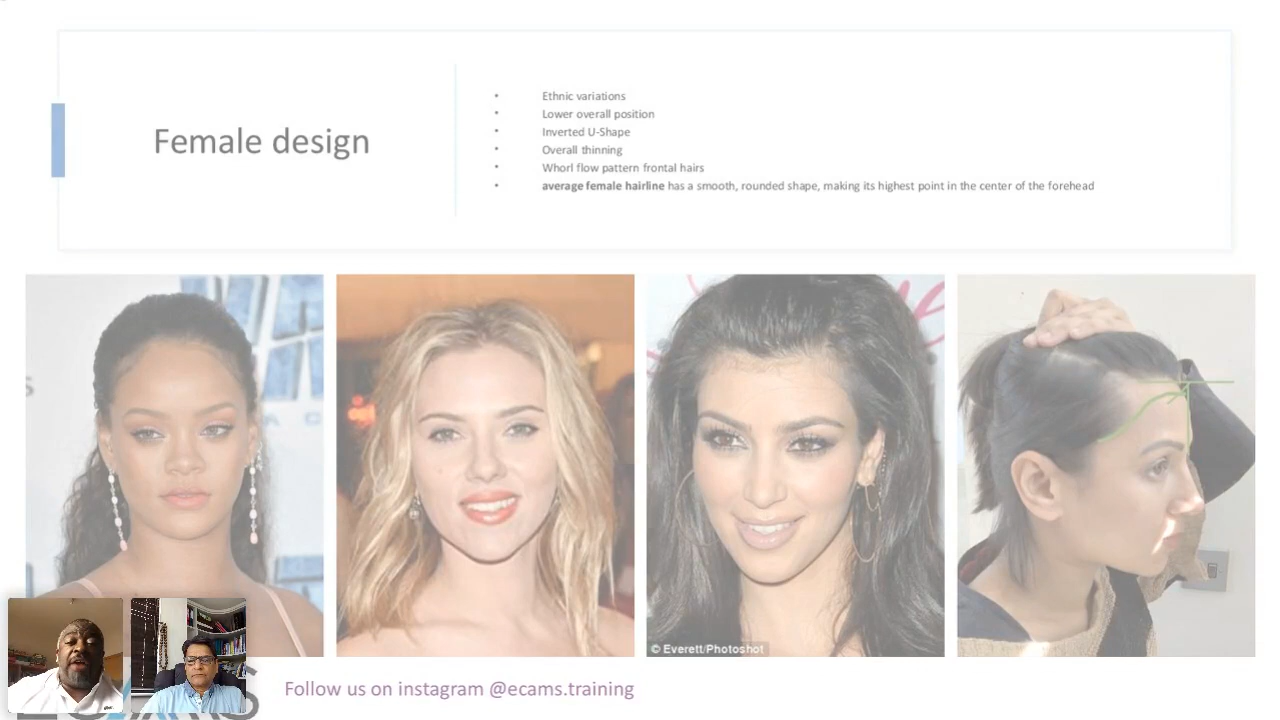 Female design
• Ethnic variations
• Lower overall position
• Inverted U-Shape
• Overall thinning
• Whorl flow pattern frontal hairs
• average female hairline has a smooth, rounded shape, making its highest point in the center of the forehead
© Everett/Photoshot
Follow us on instagram @ecams.training